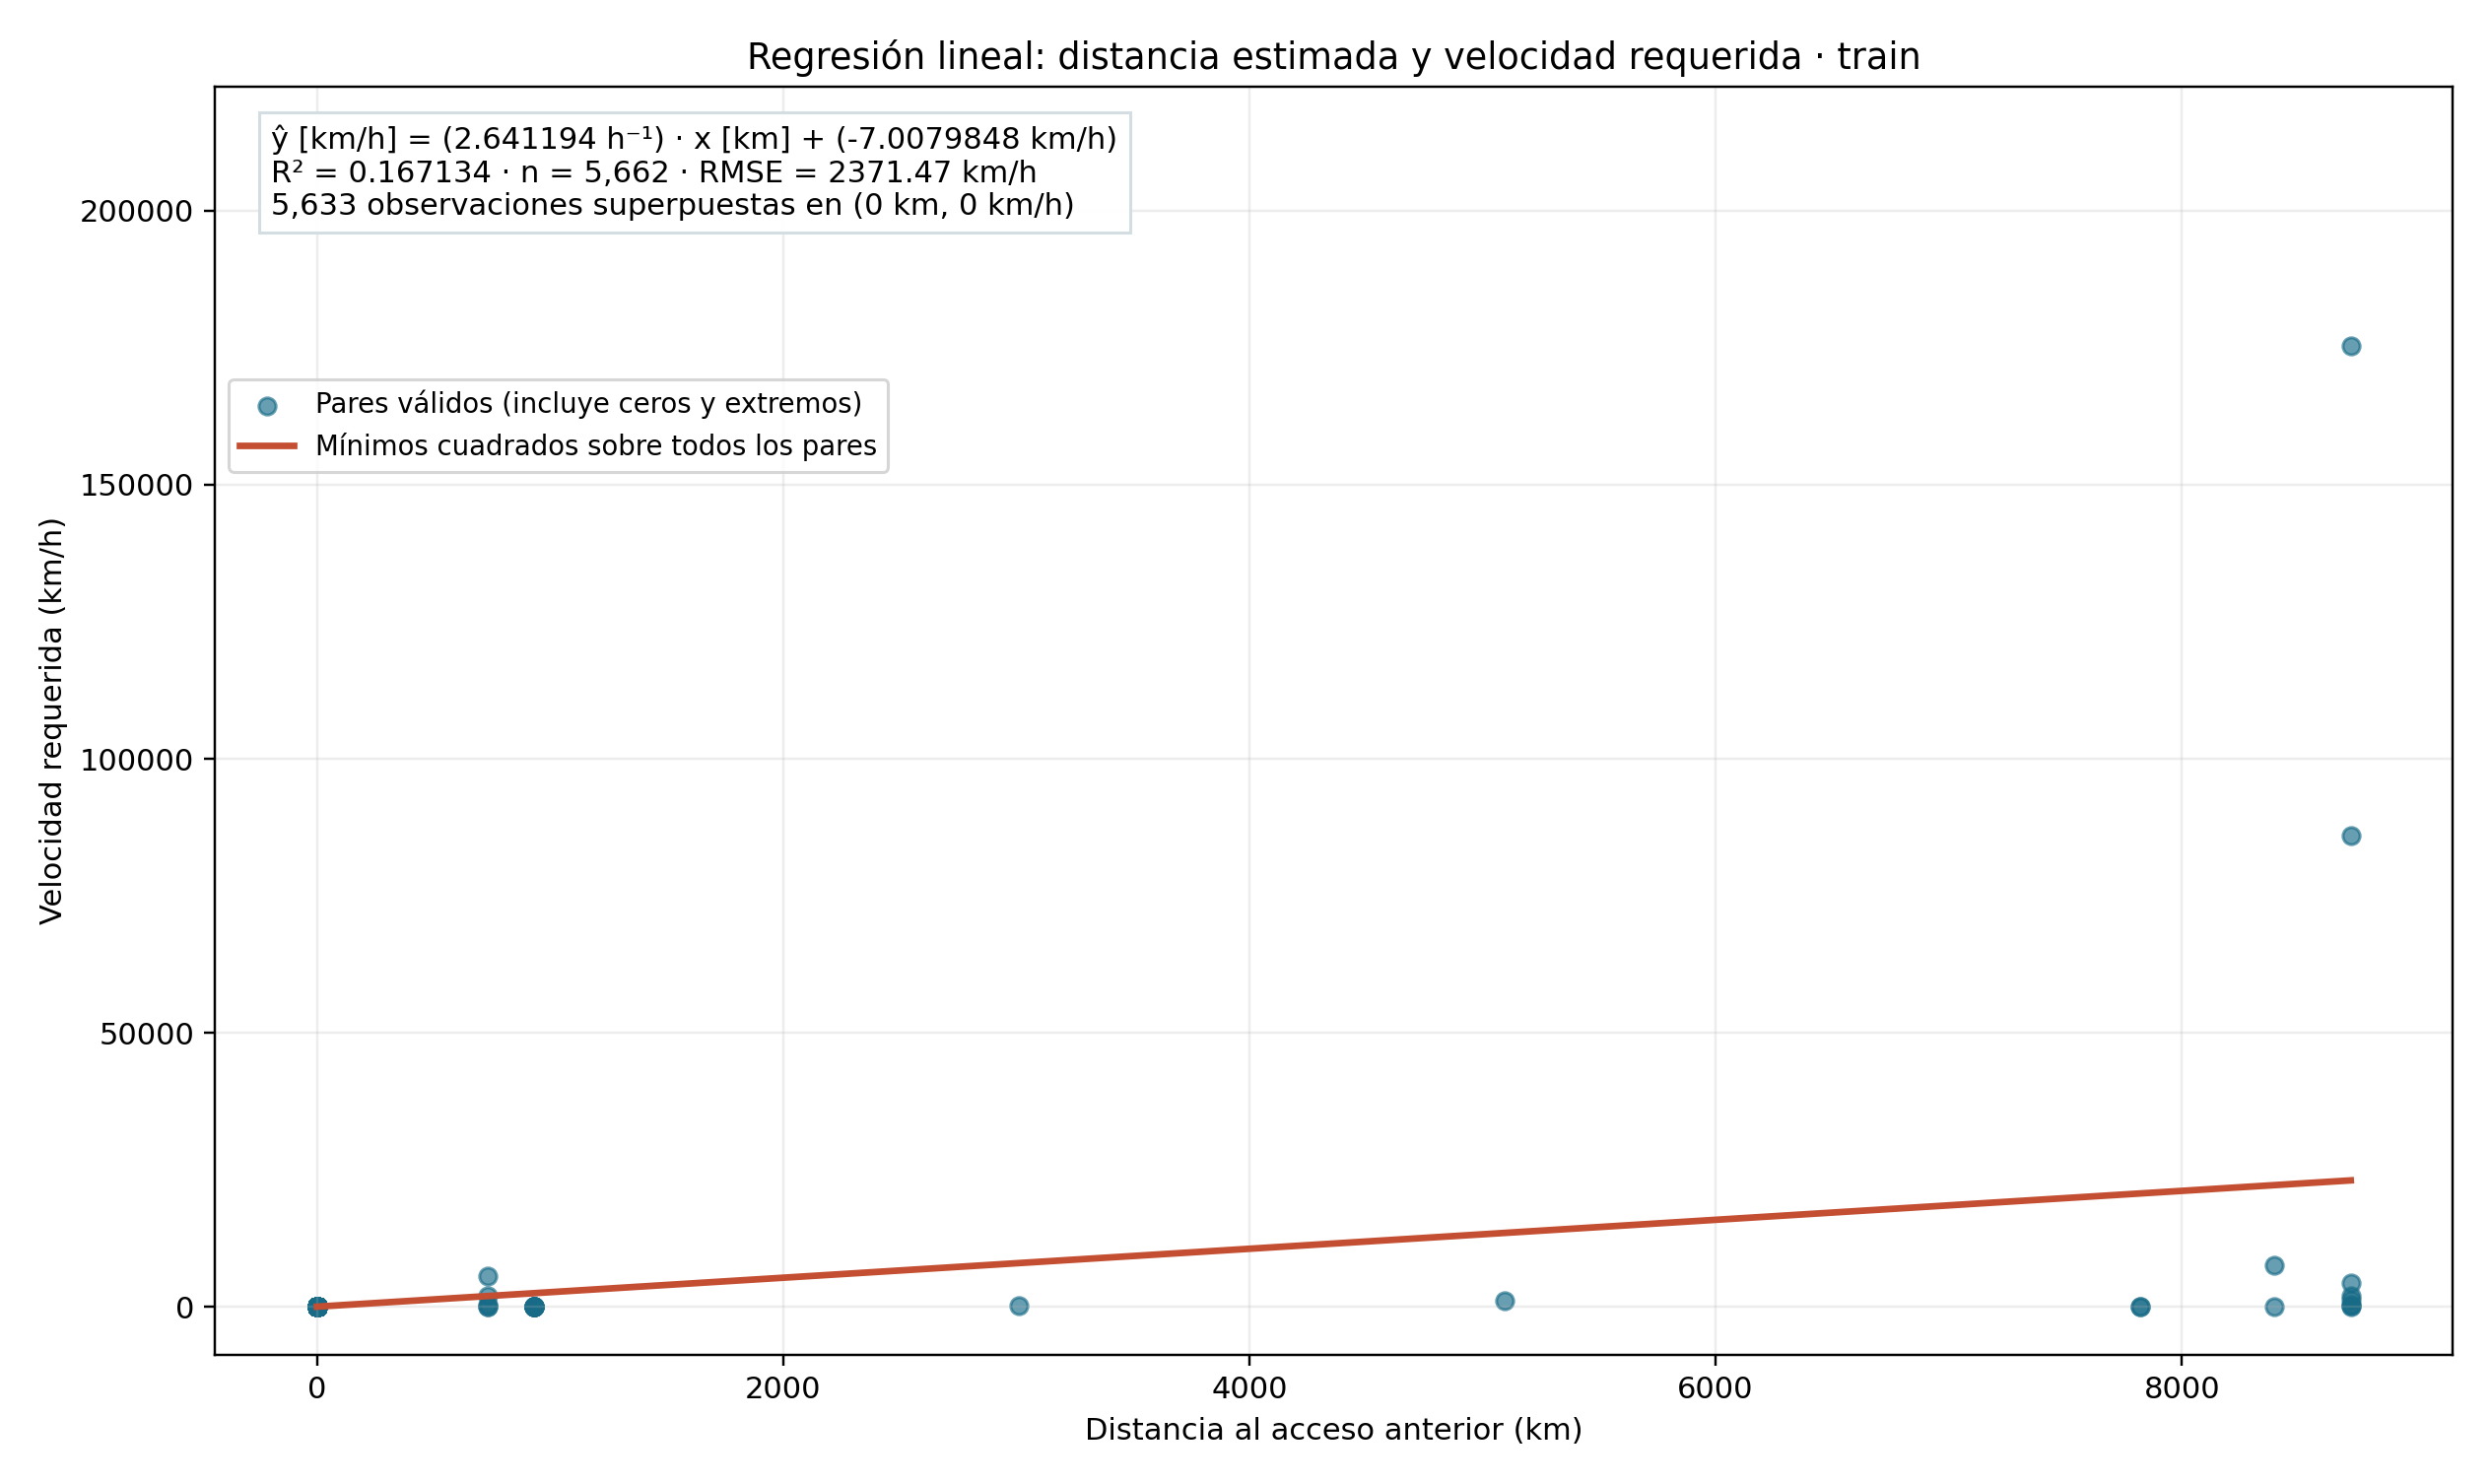 Regresión lineal: distancia estimada y velocidad requerida · train
ŷ [km/h] = (2.641194 h⁻¹) · x [km] + (-7.0079848 km/h)
R² = 0.167134 · n = 5,662 · RMSE = 2371.47 km/h
5,633 observaciones superpuestas en (0 km, 0 km/h)
Pares válidos (incluye ceros y extremos)
Mínimos cuadrados sobre todos los pares
Velocidad requerida (km/h)
200000
150000
100000
50000
0
0 2000 4000 6000 8000
Distancia al acceso anterior (km)